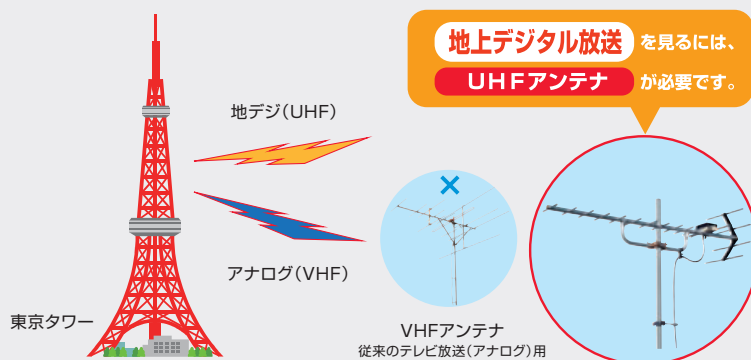 地上デジタル放送 を見るには、
UHFアンテナ が必要です。
地デジ(UHF)
アナログ(VHF)
東京タワー
VHFアンテナ
従来のテレビ放送(アナログ)用